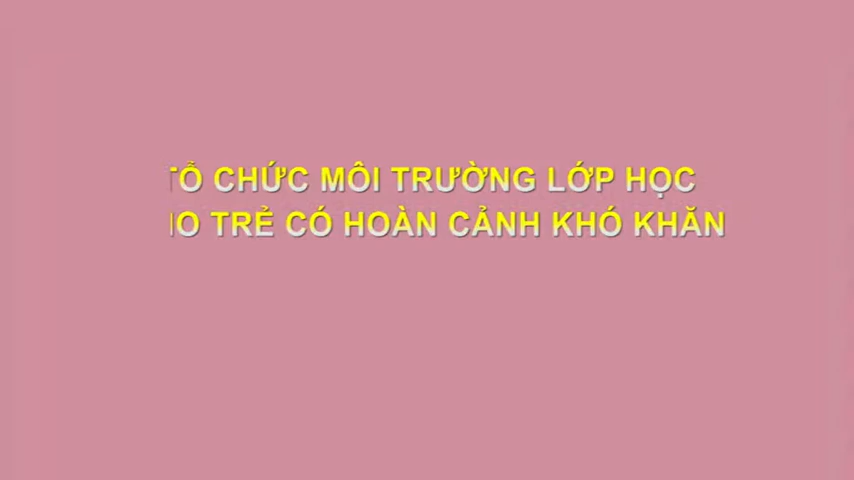 TỔ CHỨC MÔI TRƯỜNG LỚP HỌC
TRẺ CÓ HOÀN CẢNH KHÓ KHĂN